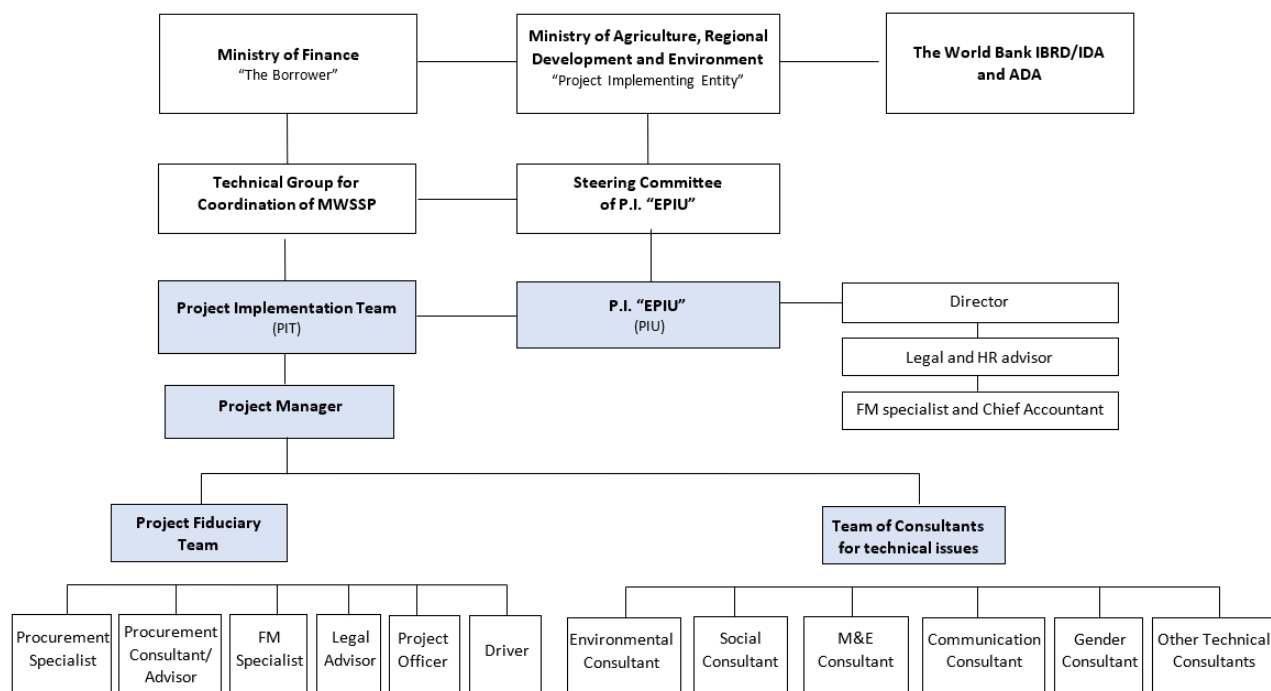 Ministry of Finance
“The Borrower”
Ministry of Agriculture, Regional
Development and Environment
“Project Implementing Entity”
The World Bank IBRD/IDA
and ADA
Technical Group for
Coordination of MWSSP
Steering Committee
of P.I. “EPIU”
Project Implementation Team
(PIT)
P.I. “EPIU”
(PIU)
Director
Legal and HR advisor
FM specialist and Chief Accountant
Project Manager
Project Fiduciary
Team
Team of Consultants
for technical issues
Procurement
Specialist
Procurement
Consultant/
Advisor
FM
Specialist
Legal
Advisor
Project
Officer
Driver
Environmental
Consultant
Social
Consultant
M&E
Consultant
Communication
Consultant
Gender
Consultant
Other Technical
Consultants